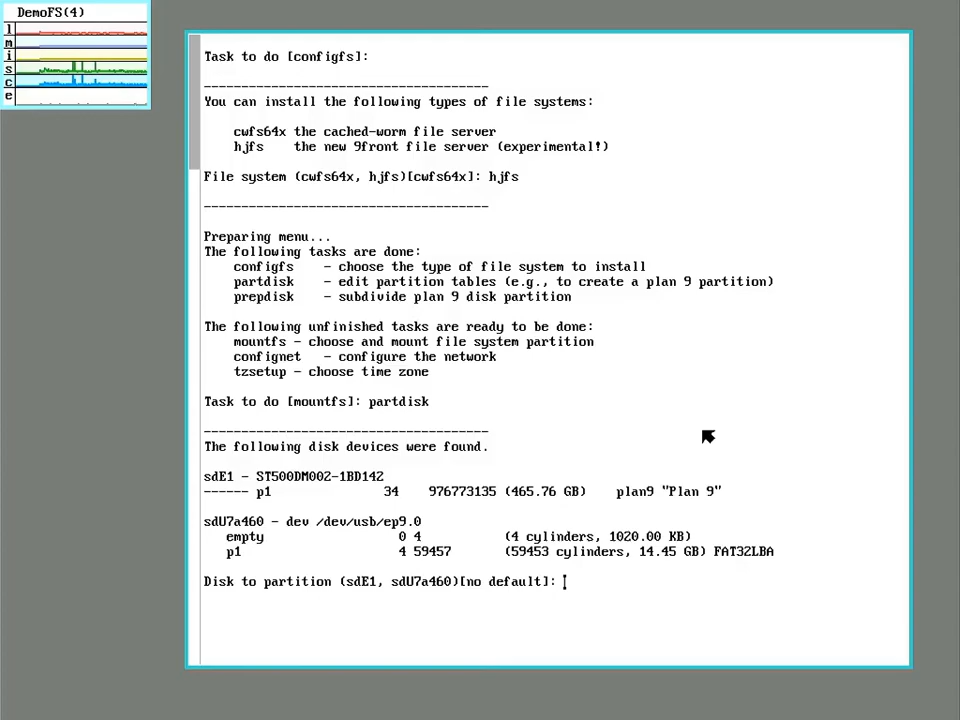 DemoFS(4)
l
m
i
s
c
e
Task to do [configfs]:
--------------------------------------
You can install the following types of file systems:
cwfs64x the cached-worm file server
hjfs    the new 9front file server (experimental!)
File system (cwfs64x, hjfs)[cwfs64x]: hjfs
--------------------------------------
Preparing menu...
The following tasks are done:
configfs    - choose the type of file system to install
partdisk    - edit partition tables (e.g., to create a plan 9 partition)
prepdisk    - subdivide plan 9 disk partition
The following unfinished tasks are ready to be done:
mountfs - choose and mount file system partition
confignet   - configure the network
tzsetup - choose time zone
Task to do [mountfs]: partdisk
--------------------------------------
The following disk devices were found.
sdE1 - ST500DM002-1BD142
------ p1                  34    976773135 (465.76 GB)    plan9 "Plan 9"
sdU7a460 - dev /dev/usb/ep9.0
empty                  0 4           (4 cylinders, 1020.00 KB)
p1                     4 59457       (59453 cylinders, 14.45 GB) FAT32LBA
Disk to partition (sdE1, sdU7a460)[no default]: